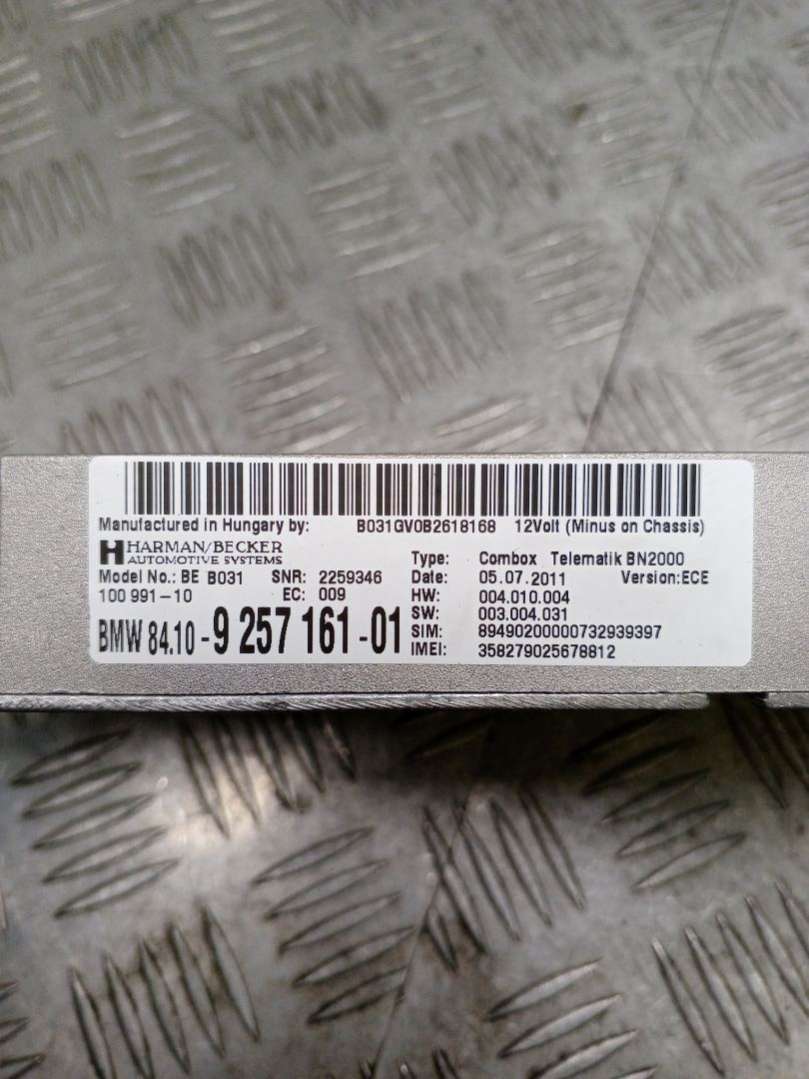 Manufactured in Hungary by: B031GV0B2618168 12Volt (Minus on Chassis)
HARMAN/BECKER
AUTOMOTIVE SYSTEMS
Type: Combox Telematik BN2000
Model No.: BE B031 SNR: 2259346 Date: 05.07.2011 Version:ECE
100 991-10 EC: 009 HW: 004.010.004
BMW 84.10-9 257 161-01 SW: 003.004.031
SIM: 89490200000732939397
IMEI: 358279025678812